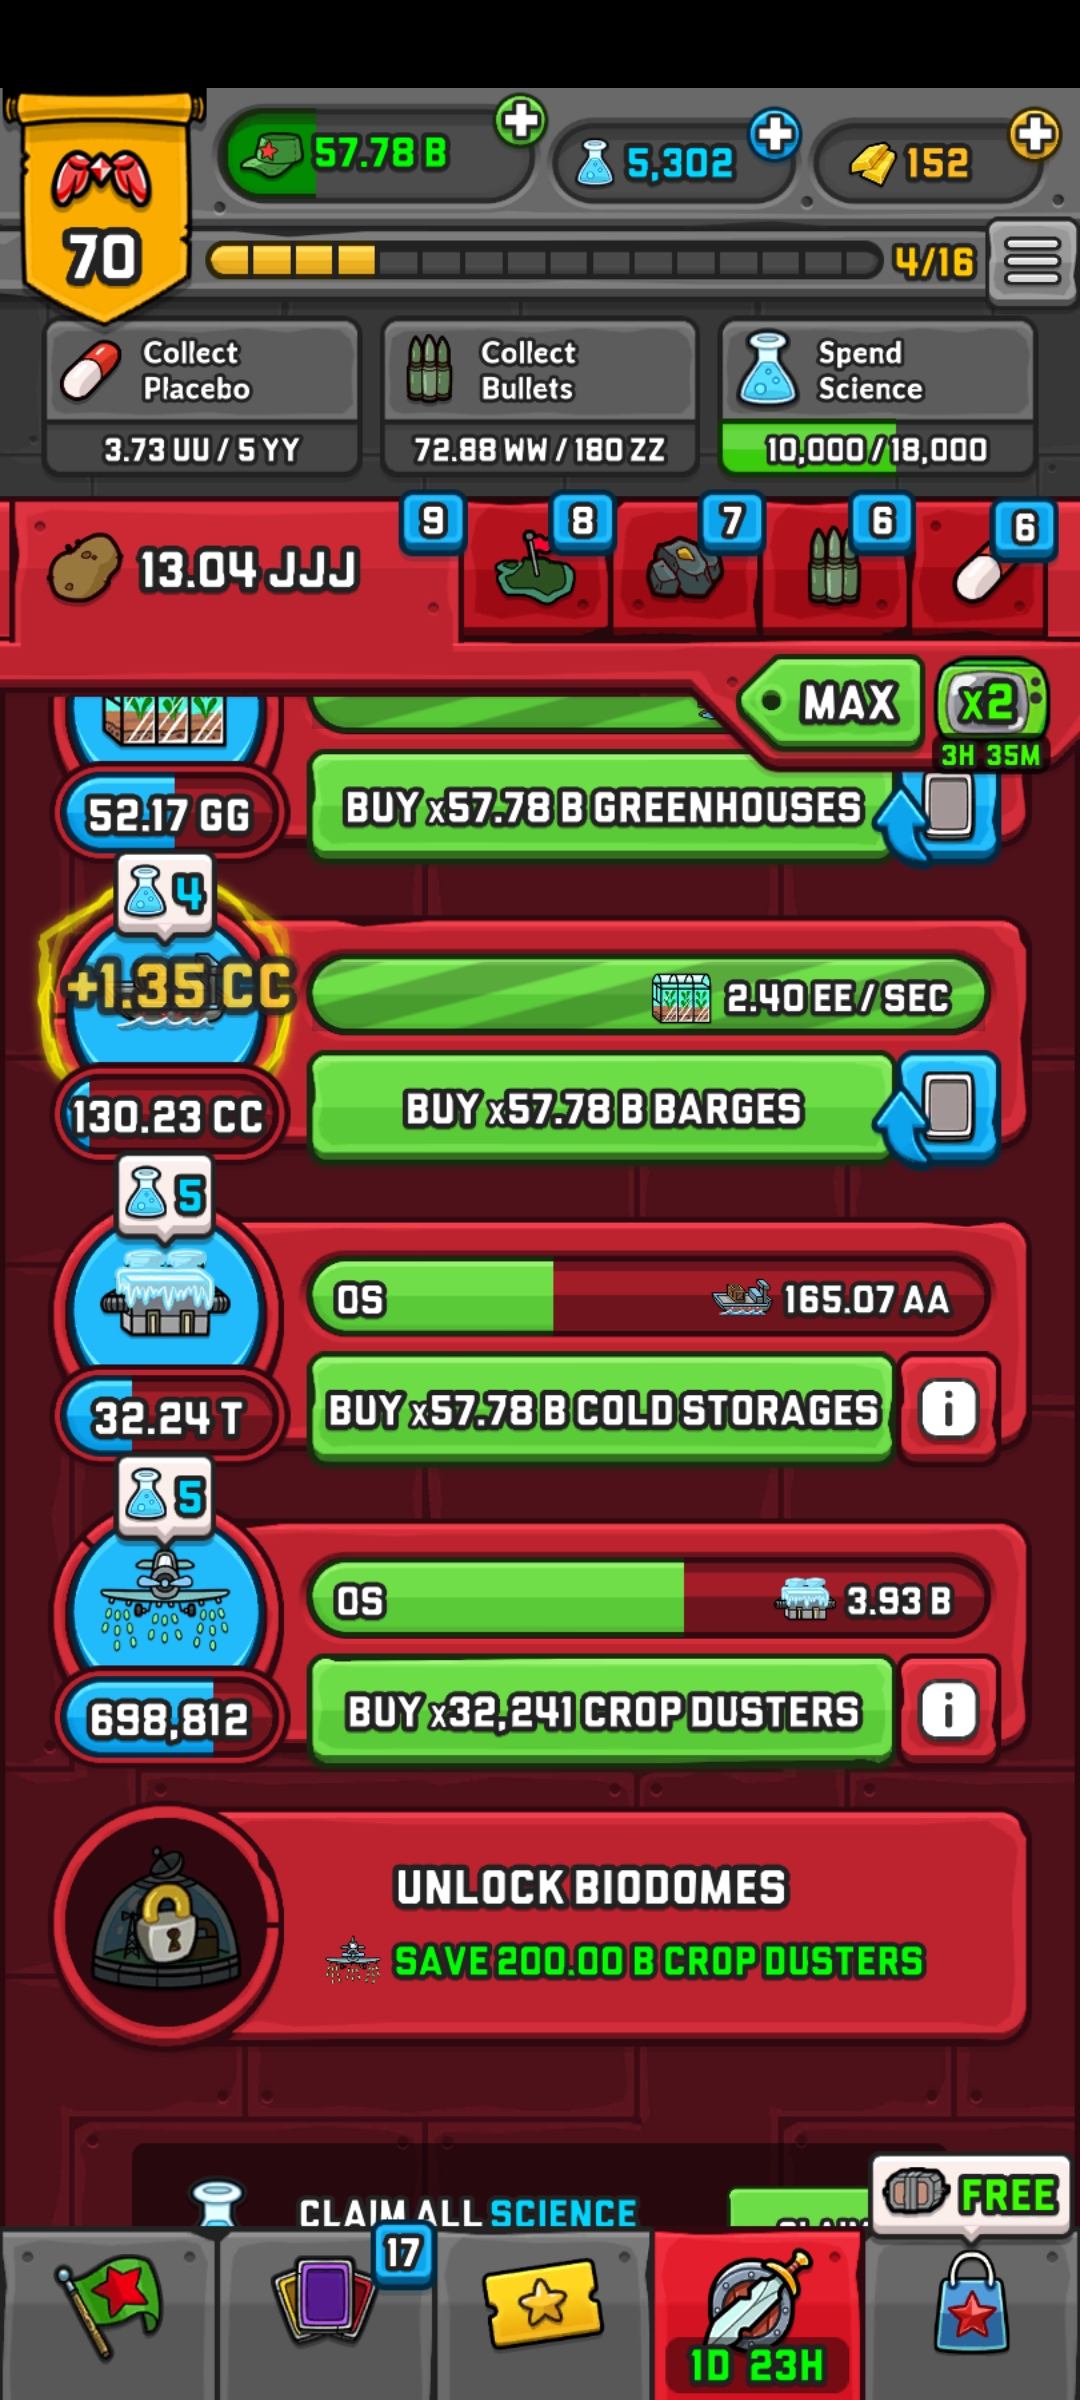 57.78 B
5,302
152
70
4/16
Collect
Placebo
3.73 UU / 5 YY
Collect
Bullets
72.88 WW / 180 ZZ
Spend
Science
10,000 / 18,000
13.04 JJJ
9
8
7
6
6
MAX
x2
3H 35M
52.17 GG
BUY x57.78 B GREENHOUSES
4
+1.35 CC
2.40 EE / SEC
130.23 CC
BUY x57.78 B BARGES
5
0S
165.07 AA
32.24 T
BUY x57.78 B COLD STORAGES
i
5
0S
3.93 B
698,812
BUY x32,241 CROP DUSTERS
i
UNLOCK BIODOMES
SAVE 200.00 B CROP DUSTERS
CLAIM ALL SCIENCE
FREE
17
1D 23H